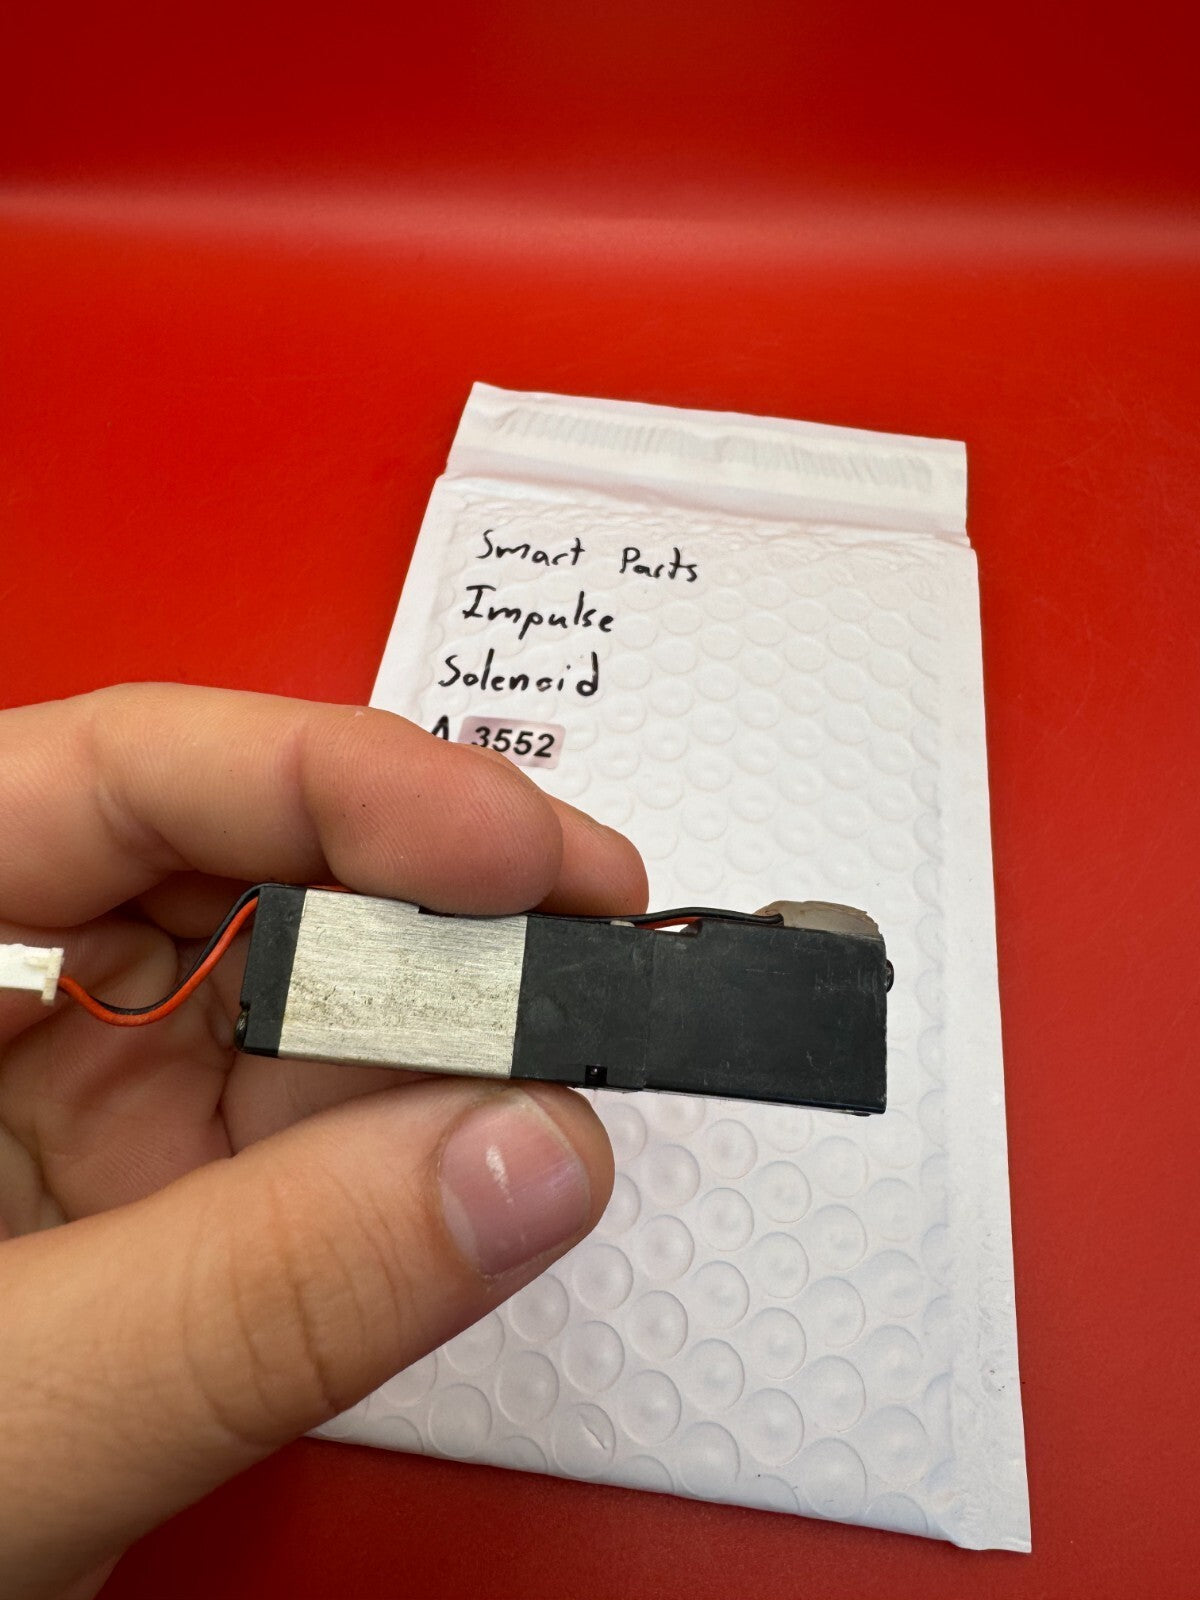 Smart Parts
Impulse
Solenoid
A 3552